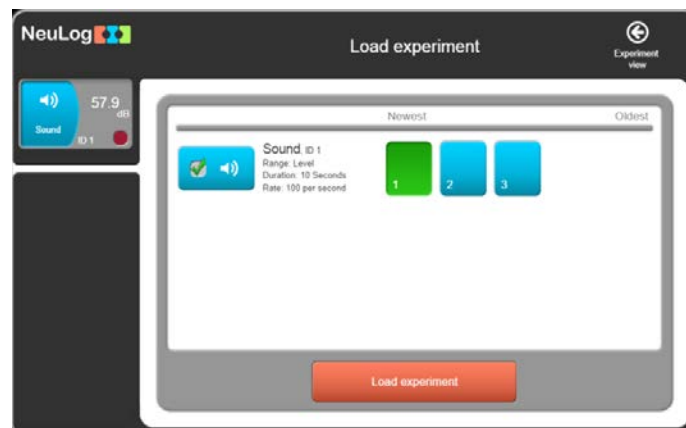 NeuLog
Load experiment
Experiment
view
57.9
dB
Sound
ID 1
Newest
Oldest
Sound, ID 1
Range: Level
Duration: 10 Seconds
Rate: 100 per second
1
2
3
Load experiment